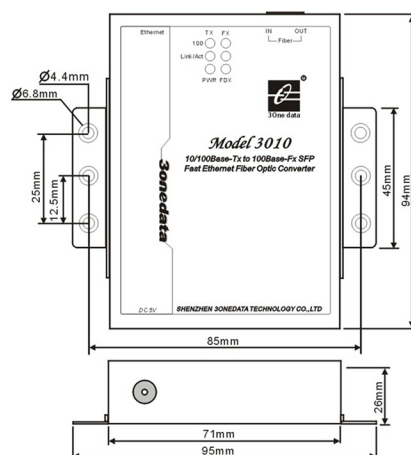 Ethernet
TX FX
IN OUT
Fiber
100
Link/Act
PWR FDX
3One data
Model 3010
10/100Base-Tx to 100Base-Fx SFP
Fast Ethernet Fiber Optic Converter
3onedata
DC5V
SHENZHEN 3ONEDATA TECHNOLOGY CO.,LTD
Ø4.4mm
Ø6.8mm
25mm
12.5mm
45mm
94mm
85mm
26mm
71mm
95mm